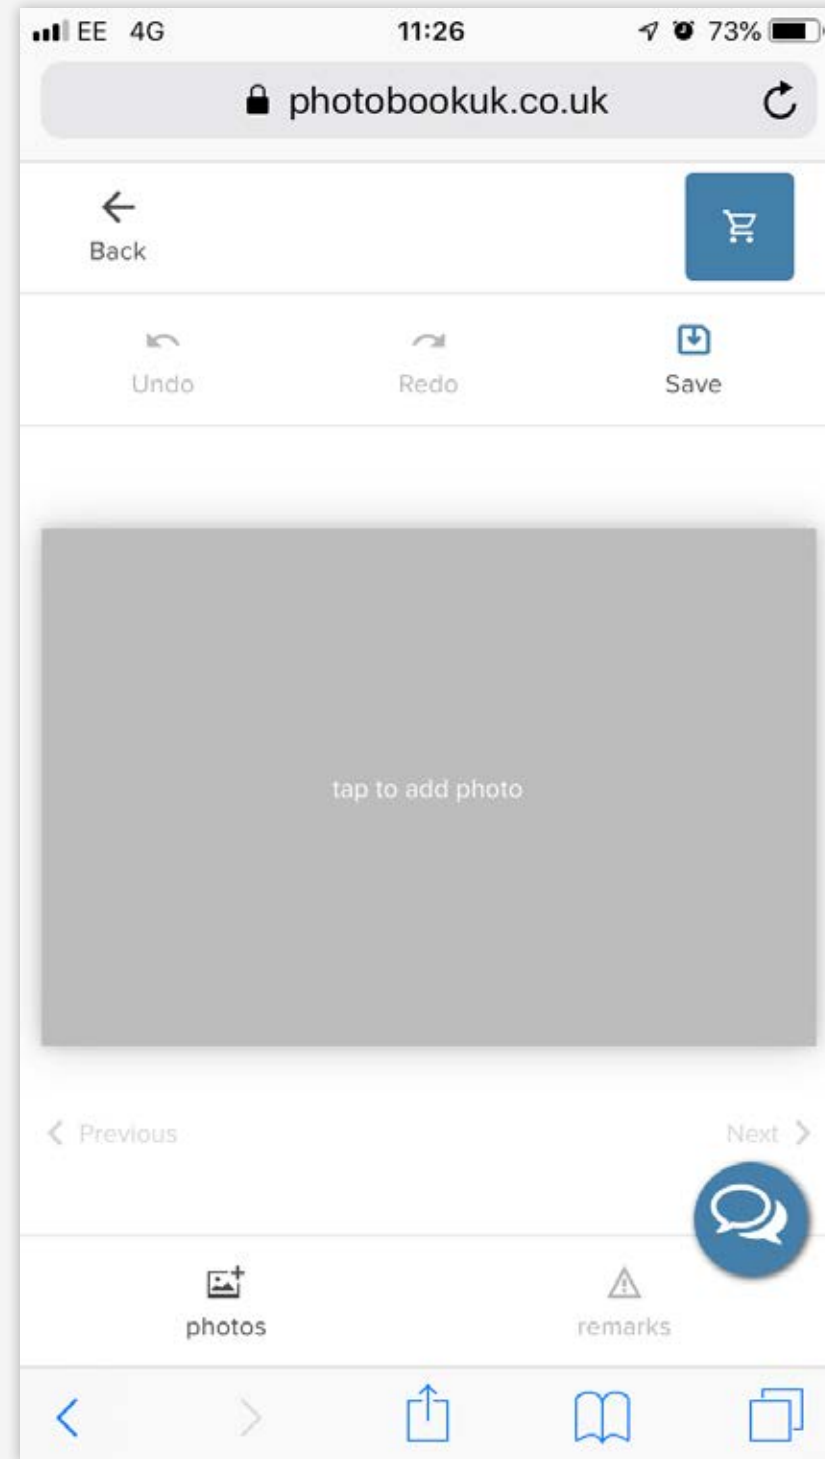 EE 4G 11:26 73%
photobookuk.co.uk
Back
Undo Redo Save
tap to add photo
Previous Next
photos remarks